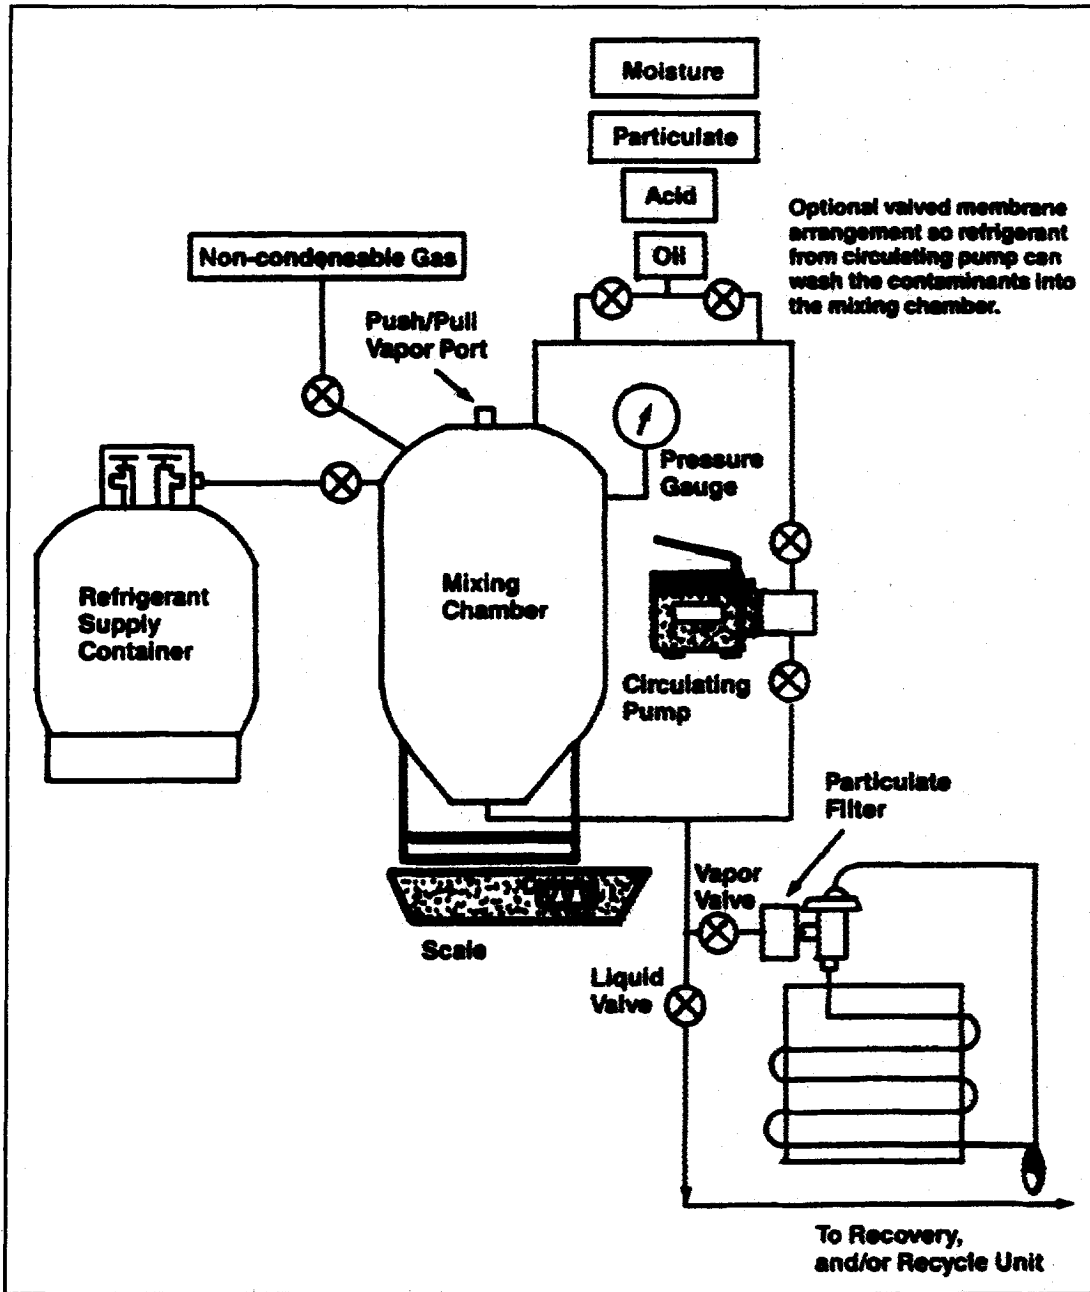 Moisture
Particulate
Acid
Oil
Optional valved membrane
arrangement so refrigerant
from circulating pump can
wash the contaminants into
the mixing chamber.
Non-condensable Gas
Push/Pull
Vapor Port
Pressure
Gauge
Refrigerant
Supply
Container
Mixing
Chamber
Circulating
Pump
Particulate
Filter
Vapor
Valve
Scale
Liquid
Valve
To Recovery,
and/or Recycle Unit